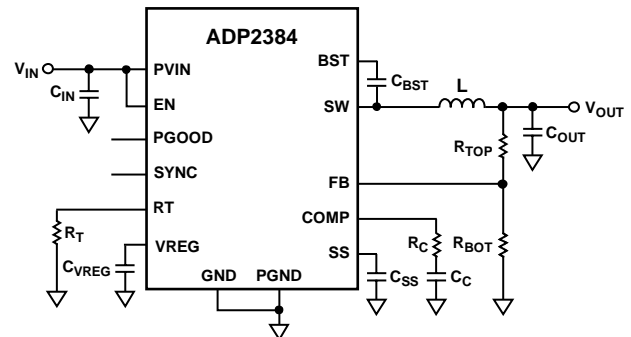 ADP2384
VIN
CIN
PVIN
EN
PGOOD
SYNC
RT
RT
VREG
CVREG
GND
PGND
BST
CBST
SW
L
VOUT
COUT
RTOP
FB
COMP
RC
RBOT
SS
CSS
CC